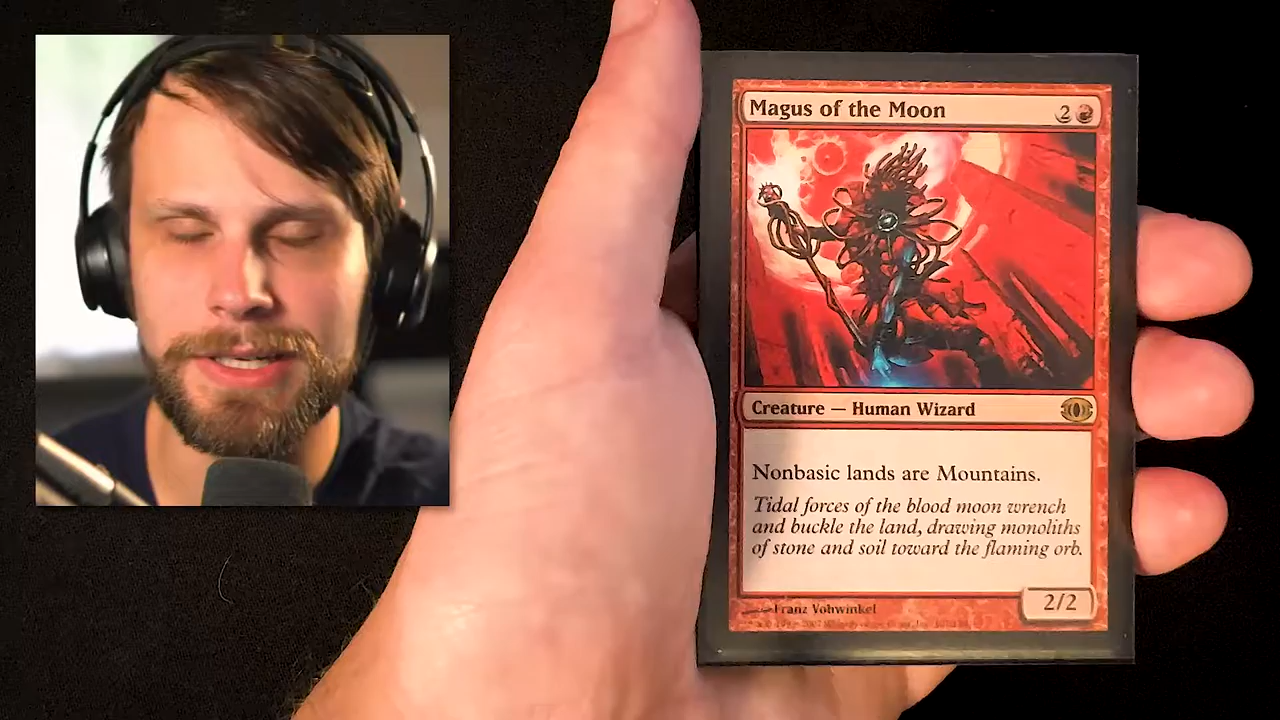 Magus of the Moon 2
Creature — Human Wizard
Nonbasic lands are Mountains.
Tidal forces of the blood moon wrench
and buckle the land, drawing monoliths
of stone and soil toward the flaming orb.
2/2
Franz Vohwinkel